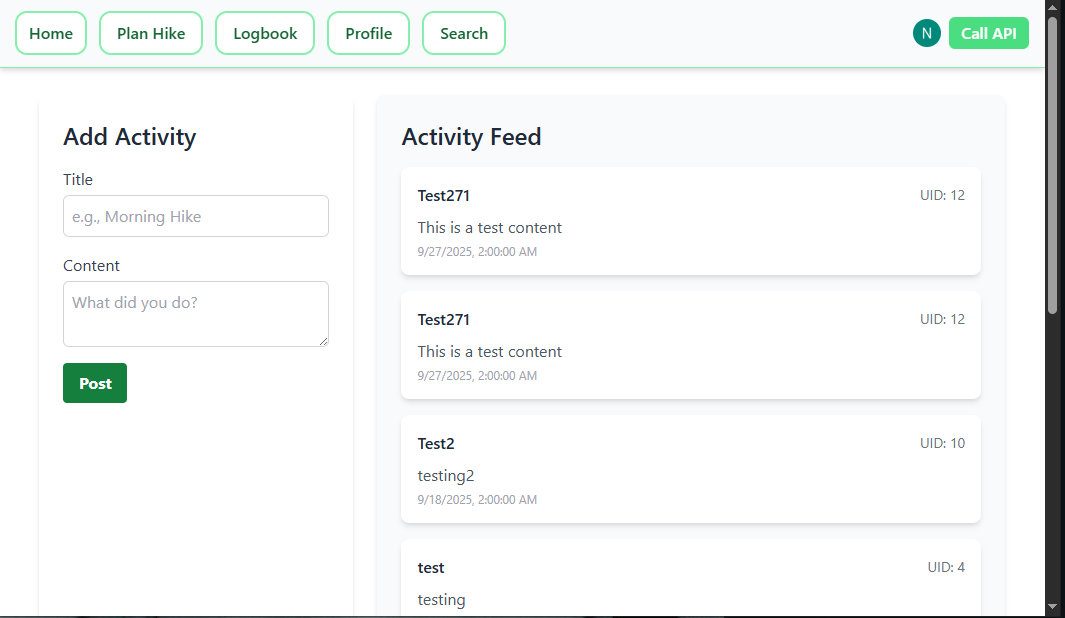 Home Plan Hike Logbook Profile Search N Call API
Add Activity
Title
e.g., Morning Hike
Content
What did you do?
Post
Activity Feed
Test271 UID: 12
This is a test content
9/27/2025, 2:00:00 AM
Test271 UID: 12
This is a test content
9/27/2025, 2:00:00 AM
Test2 UID: 10
testing2
9/18/2025, 2:00:00 AM
test UID: 4
testing